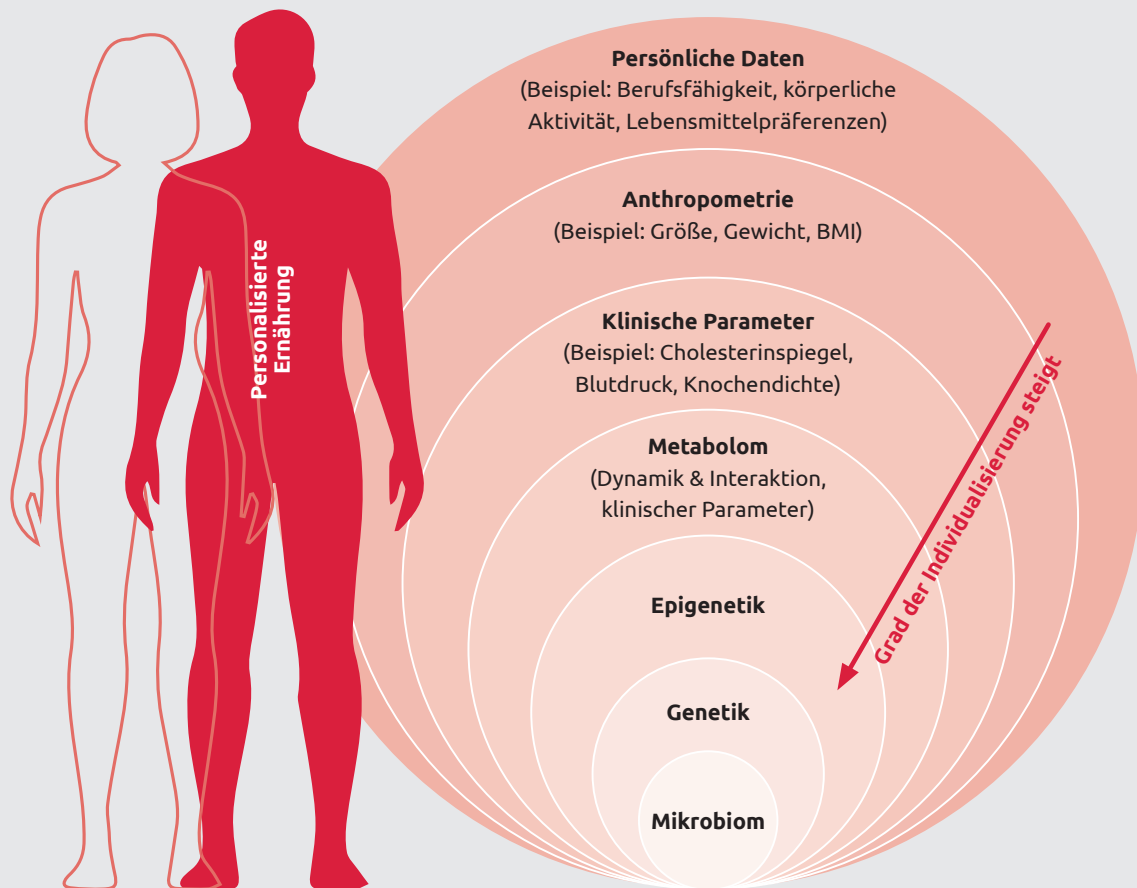 Persönliche Daten
(Beispiel: Berufsfähigkeit, körperliche
Aktivität, Lebensmittelpräferenzen)
Anthropometrie
(Beispiel: Größe, Gewicht, BMI)
Personalisierte
Ernährung
Klinische Parameter
(Beispiel: Cholesterinspiegel,
Blutdruck, Knochendichte)
Metabolom
(Dynamik & Interaktion,
klinischer Parameter)
Grad der Individualisierung steigt
Epigenetik
Genetik
Mikrobiom